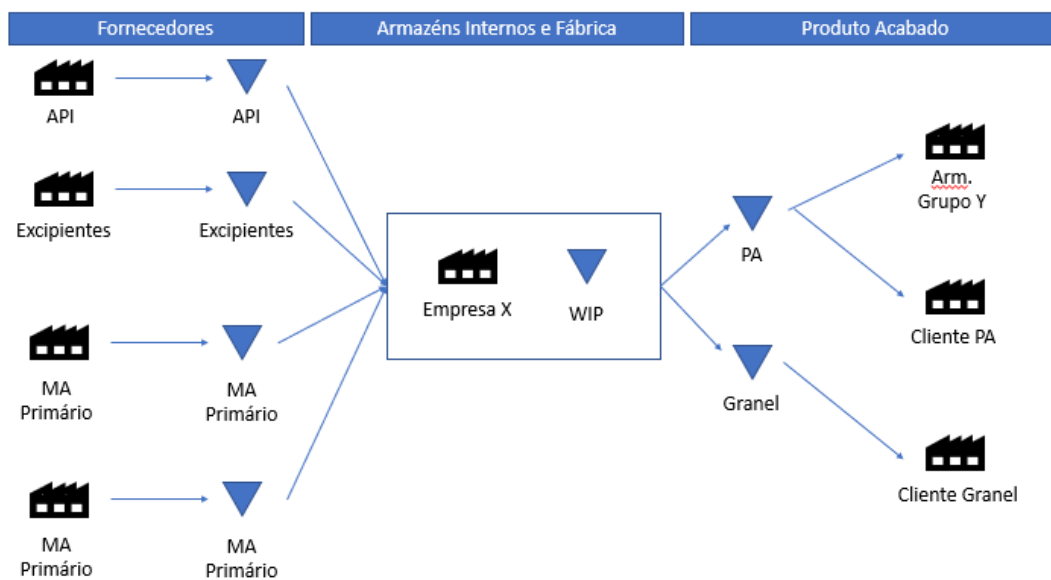 Fornecedores
Armazéns Internos e Fábrica
Produto Acabado
API
API
Excipientes
Excipientes
MA
Primário
MA
Primário
MA
Primário
MA
Primário
Empresa X
WIP
PA
Granel
Arm.
Grupo Y
Cliente PA
Cliente Granel